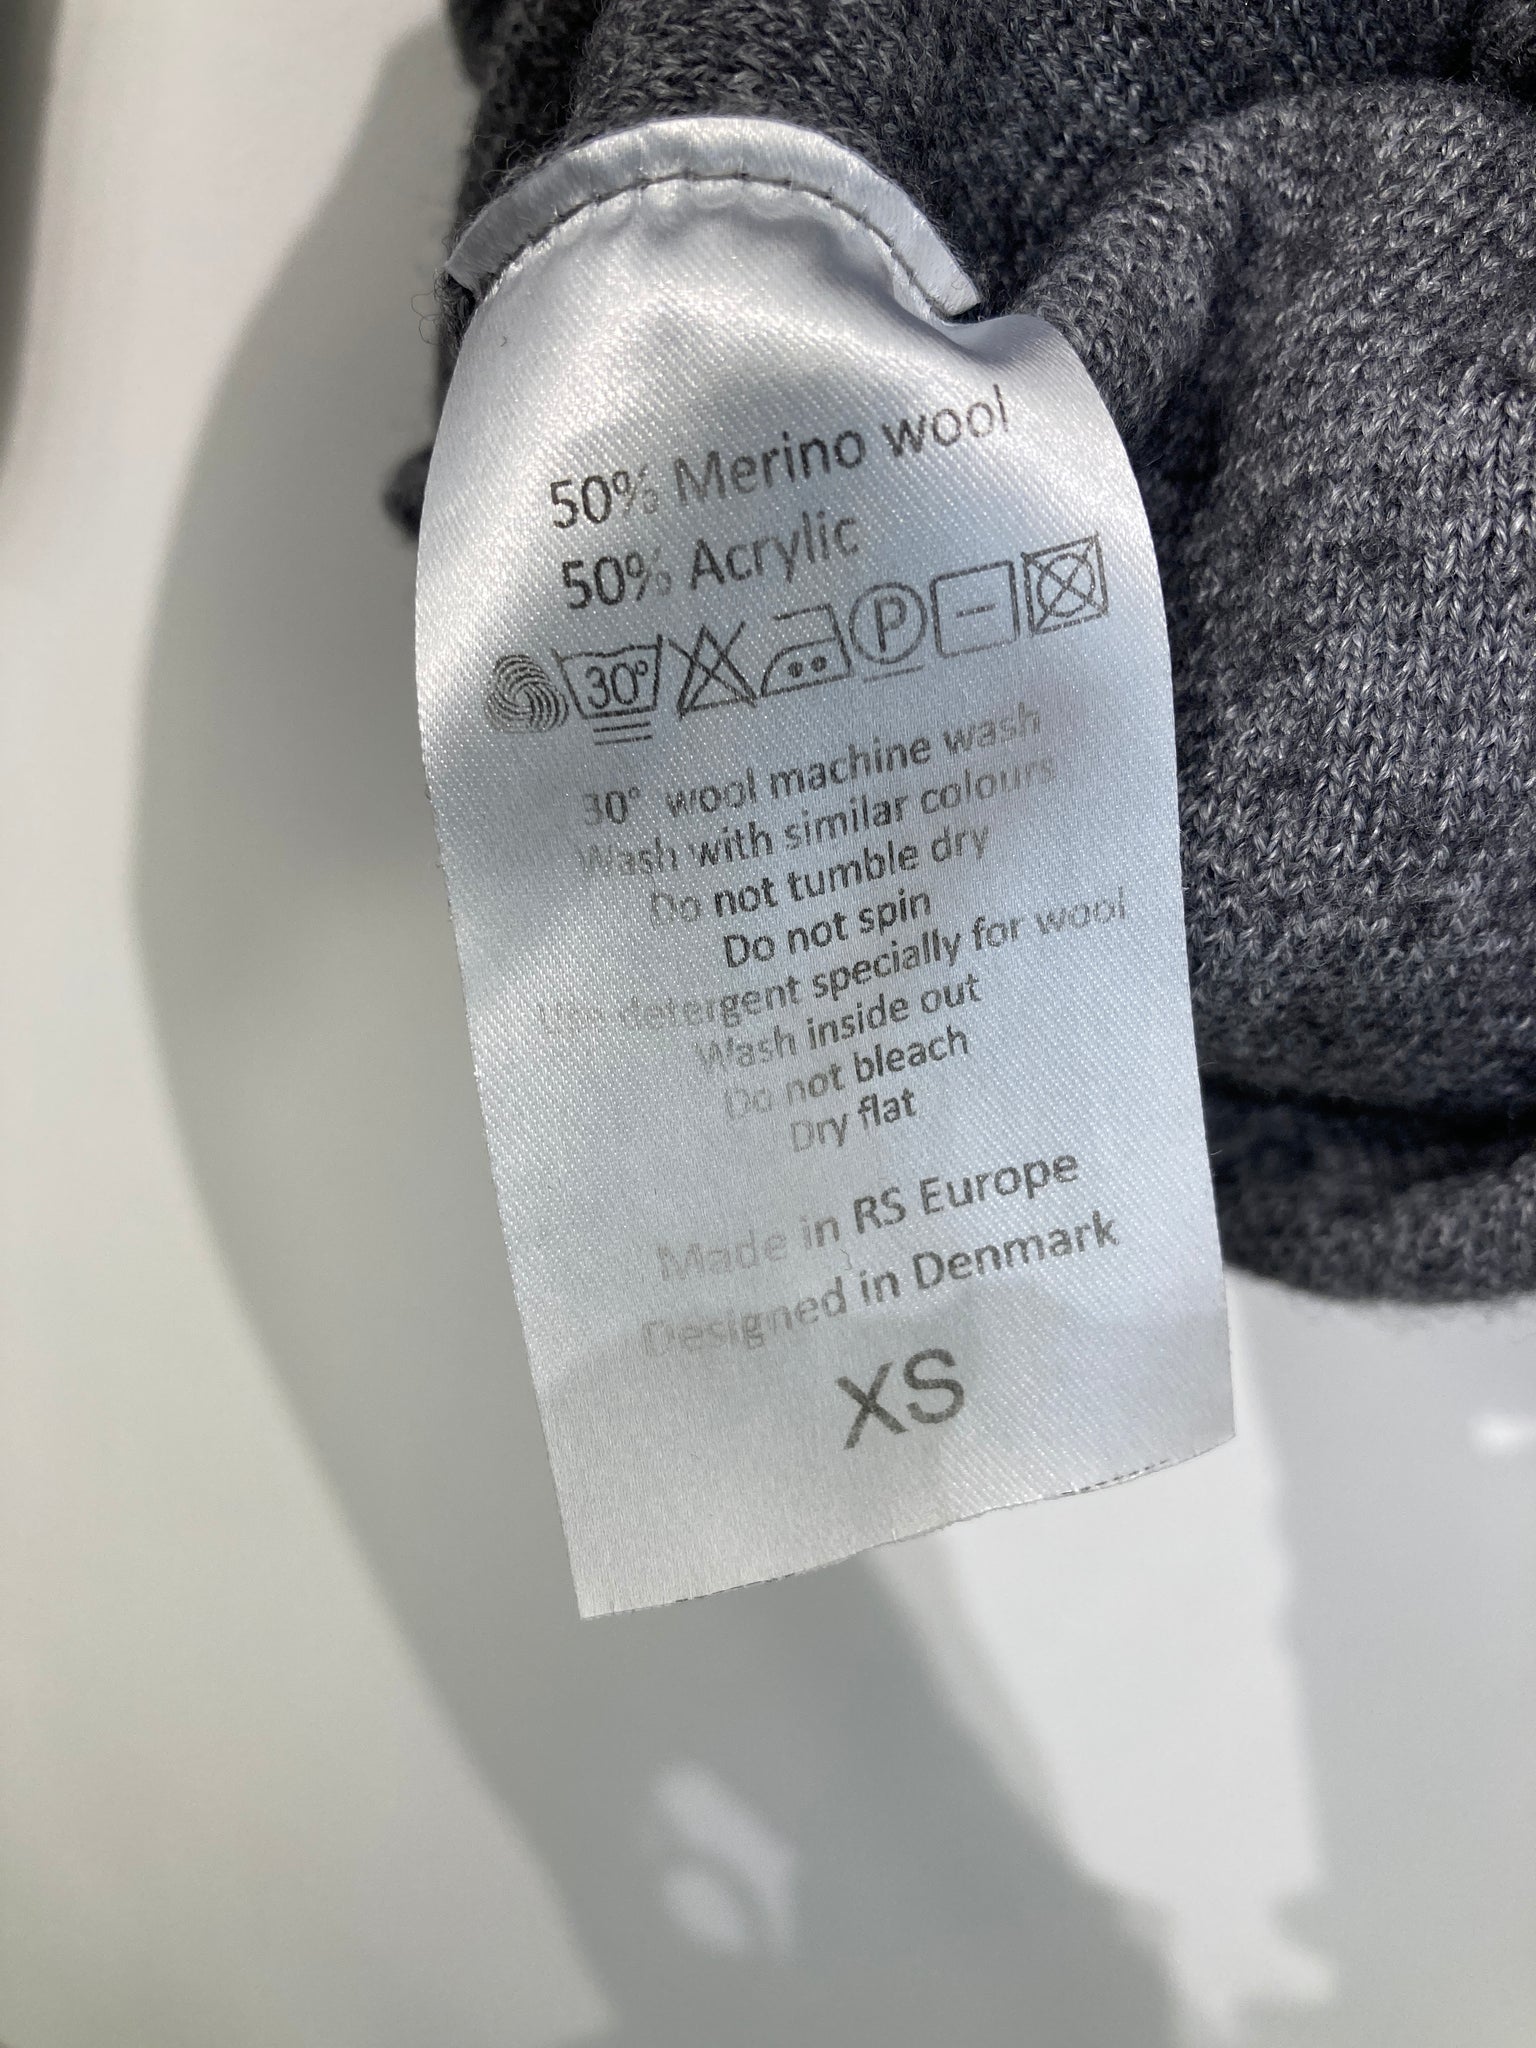 50% Merino wool
50% Acrylic
30° P
30° wool machine wash
Wash with similar colours
Do not tumble dry
Do not spin
Use detergent specially for wool
Wash inside out
Do not bleach
Dry flat
Made in RS Europe
Designed in Denmark
XS